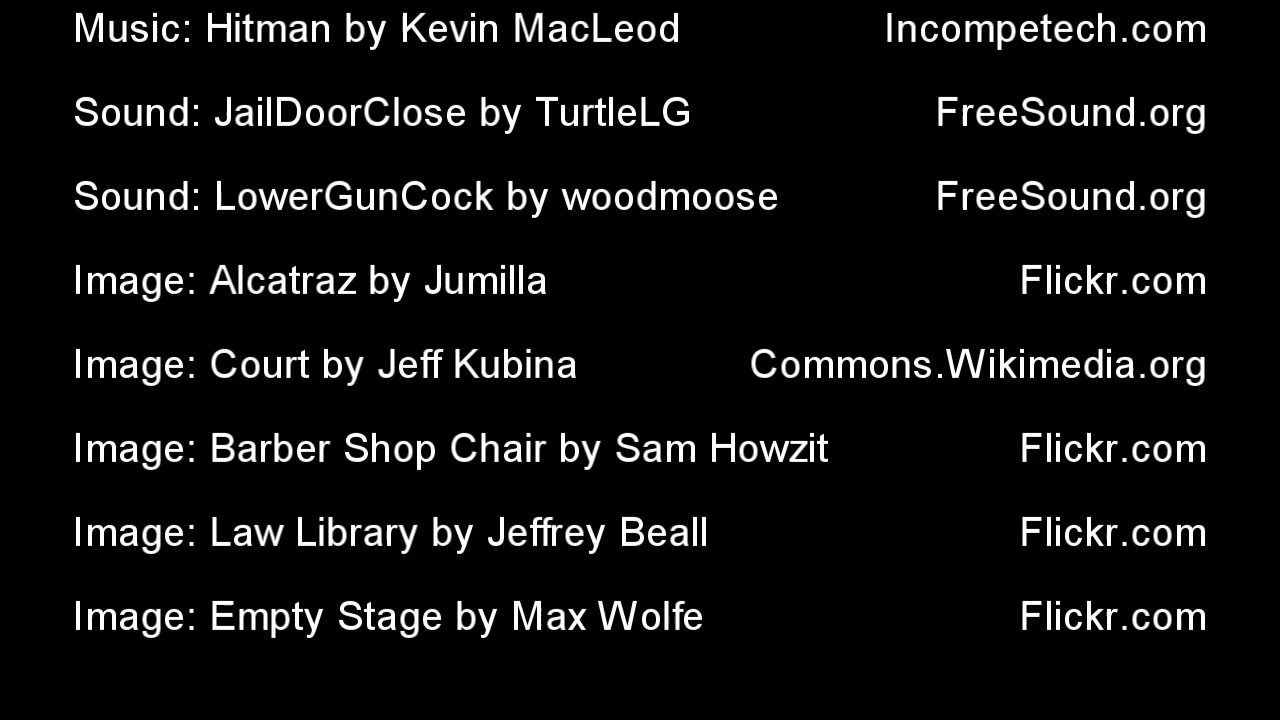 Music: Hitman by Kevin MacLeod Incompetech.com
Sound: JailDoorClose by TurtleLG FreeSound.org
Sound: LowerGunCock by woodmoose FreeSound.org
Image: Alcatraz by Jumilla Flickr.com
Image: Court by Jeff Kubina Commons.Wikimedia.org
Image: Barber Shop Chair by Sam Howzit Flickr.com
Image: Law Library by Jeffrey Beall Flickr.com
Image: Empty Stage by Max Wolfe Flickr.com